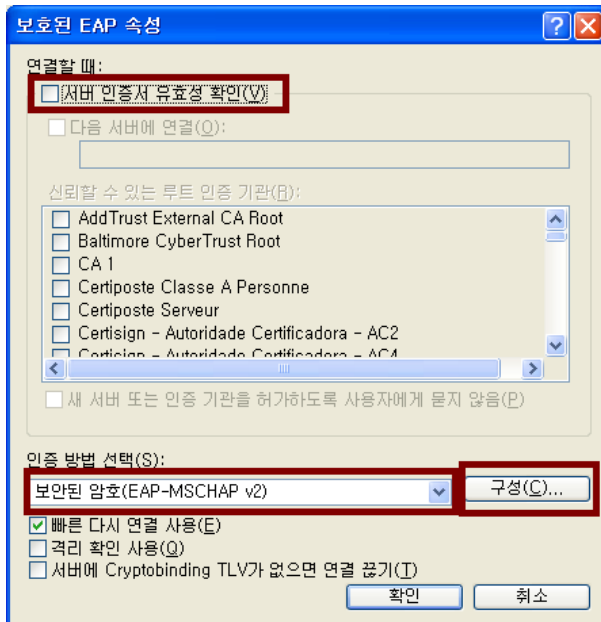 보호된 EAP 속성
연결할 때:
서버 인증서 유효성 확인(V)
다음 서버에 연결(O):
신뢰할 수 있는 루트 인증 기관(R):
AddTrust External CA Root
Baltimore CyberTrust Root
CA 1
Certiposte Classe A Personne
Certiposte Serveur
Certisign - Autoridade Certificadora - AC2
Certisign - Autoridade Certificadora - AC4
새 서버 또는 인증 기관을 허가하도록 사용자에게 묻지 않음(P)
인증 방법 선택(S):
보안된 암호(EAP-MSCHAP v2)
구성(C)...
빠른 다시 연결 사용(E)
격리 확인 사용(Q)
서버에 Cryptobinding TLV가 없으면 연결 끊기(T)
확인
취소